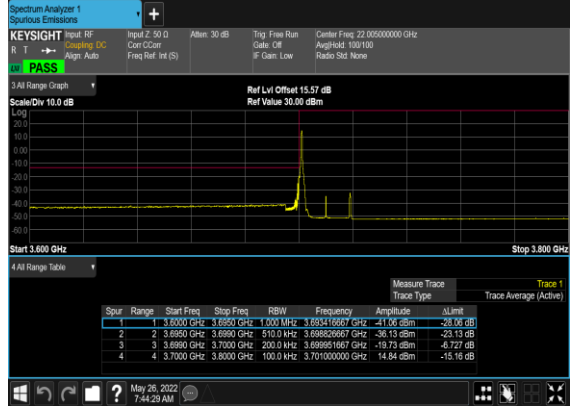 Spectrum Analyzer 1
Spurious Emissions
+
KEYSIGHT Input: RF Input Z: 50 Ω Atten: 30 dB Trig: Free Run Center Freq: 22.005000000 GHz
R T Coupling: DC Corr CCorr Gate: Off Avg|Hold: 100/100
Align: Auto Freq Ref: Int (S) IF Gain: Low Radio Std: None
PASS
3 All Range Graph
Ref Lvl Offset 15.57 dB
Scale/Div 10.0 dB Ref Value 30.00 dBm
Log
20.0
10.0
0.00
-10.0
-20.0
-30.0
-40.0
-50.0
-60.0
Start 3.600 GHz Stop 3.800 GHz
4 All Range Table
Measure Trace Trace 1
Trace Type Trace Average (Active)
Spur Range Start Freq Stop Freq RBW Frequency Amplitude ΔLimit
1 1 3.6000 GHz 3.6950 GHz 1.000 MHz 3.693416667 GHz -41.06 dBm -28.06 dB
2 2 3.6950 GHz 3.6990 GHz 510.0 kHz 3.698826667 GHz -36.13 dBm -23.13 dB
3 3 3.6990 GHz 3.7000 GHz 200.0 kHz 3.699951667 GHz -19.73 dBm -6.727 dB
4 4 3.7000 GHz 3.8000 GHz 100.0 kHz 3.701000000 GHz 14.84 dBm -15.16 dB
? May 26, 2022
7:44:29 AM